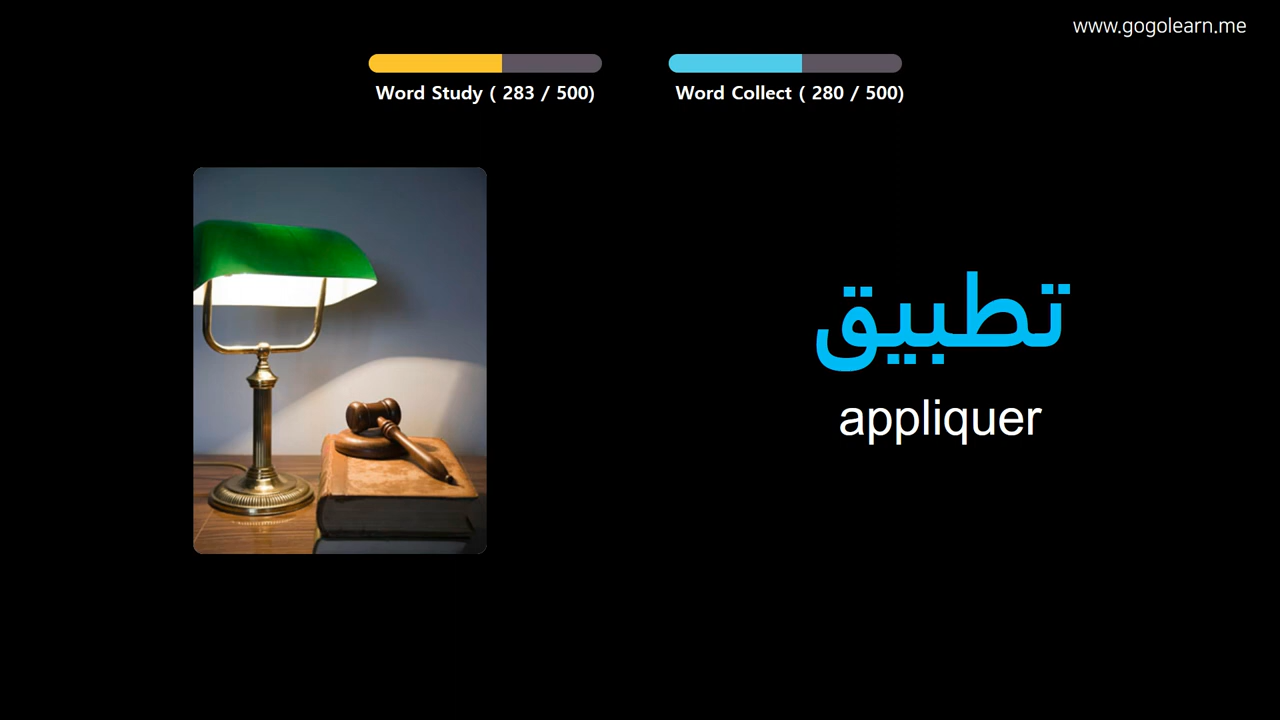 www.gogolearn.me
Word Study ( 283 / 500)
Word Collect ( 280 / 500)
تطبيق
appliquer